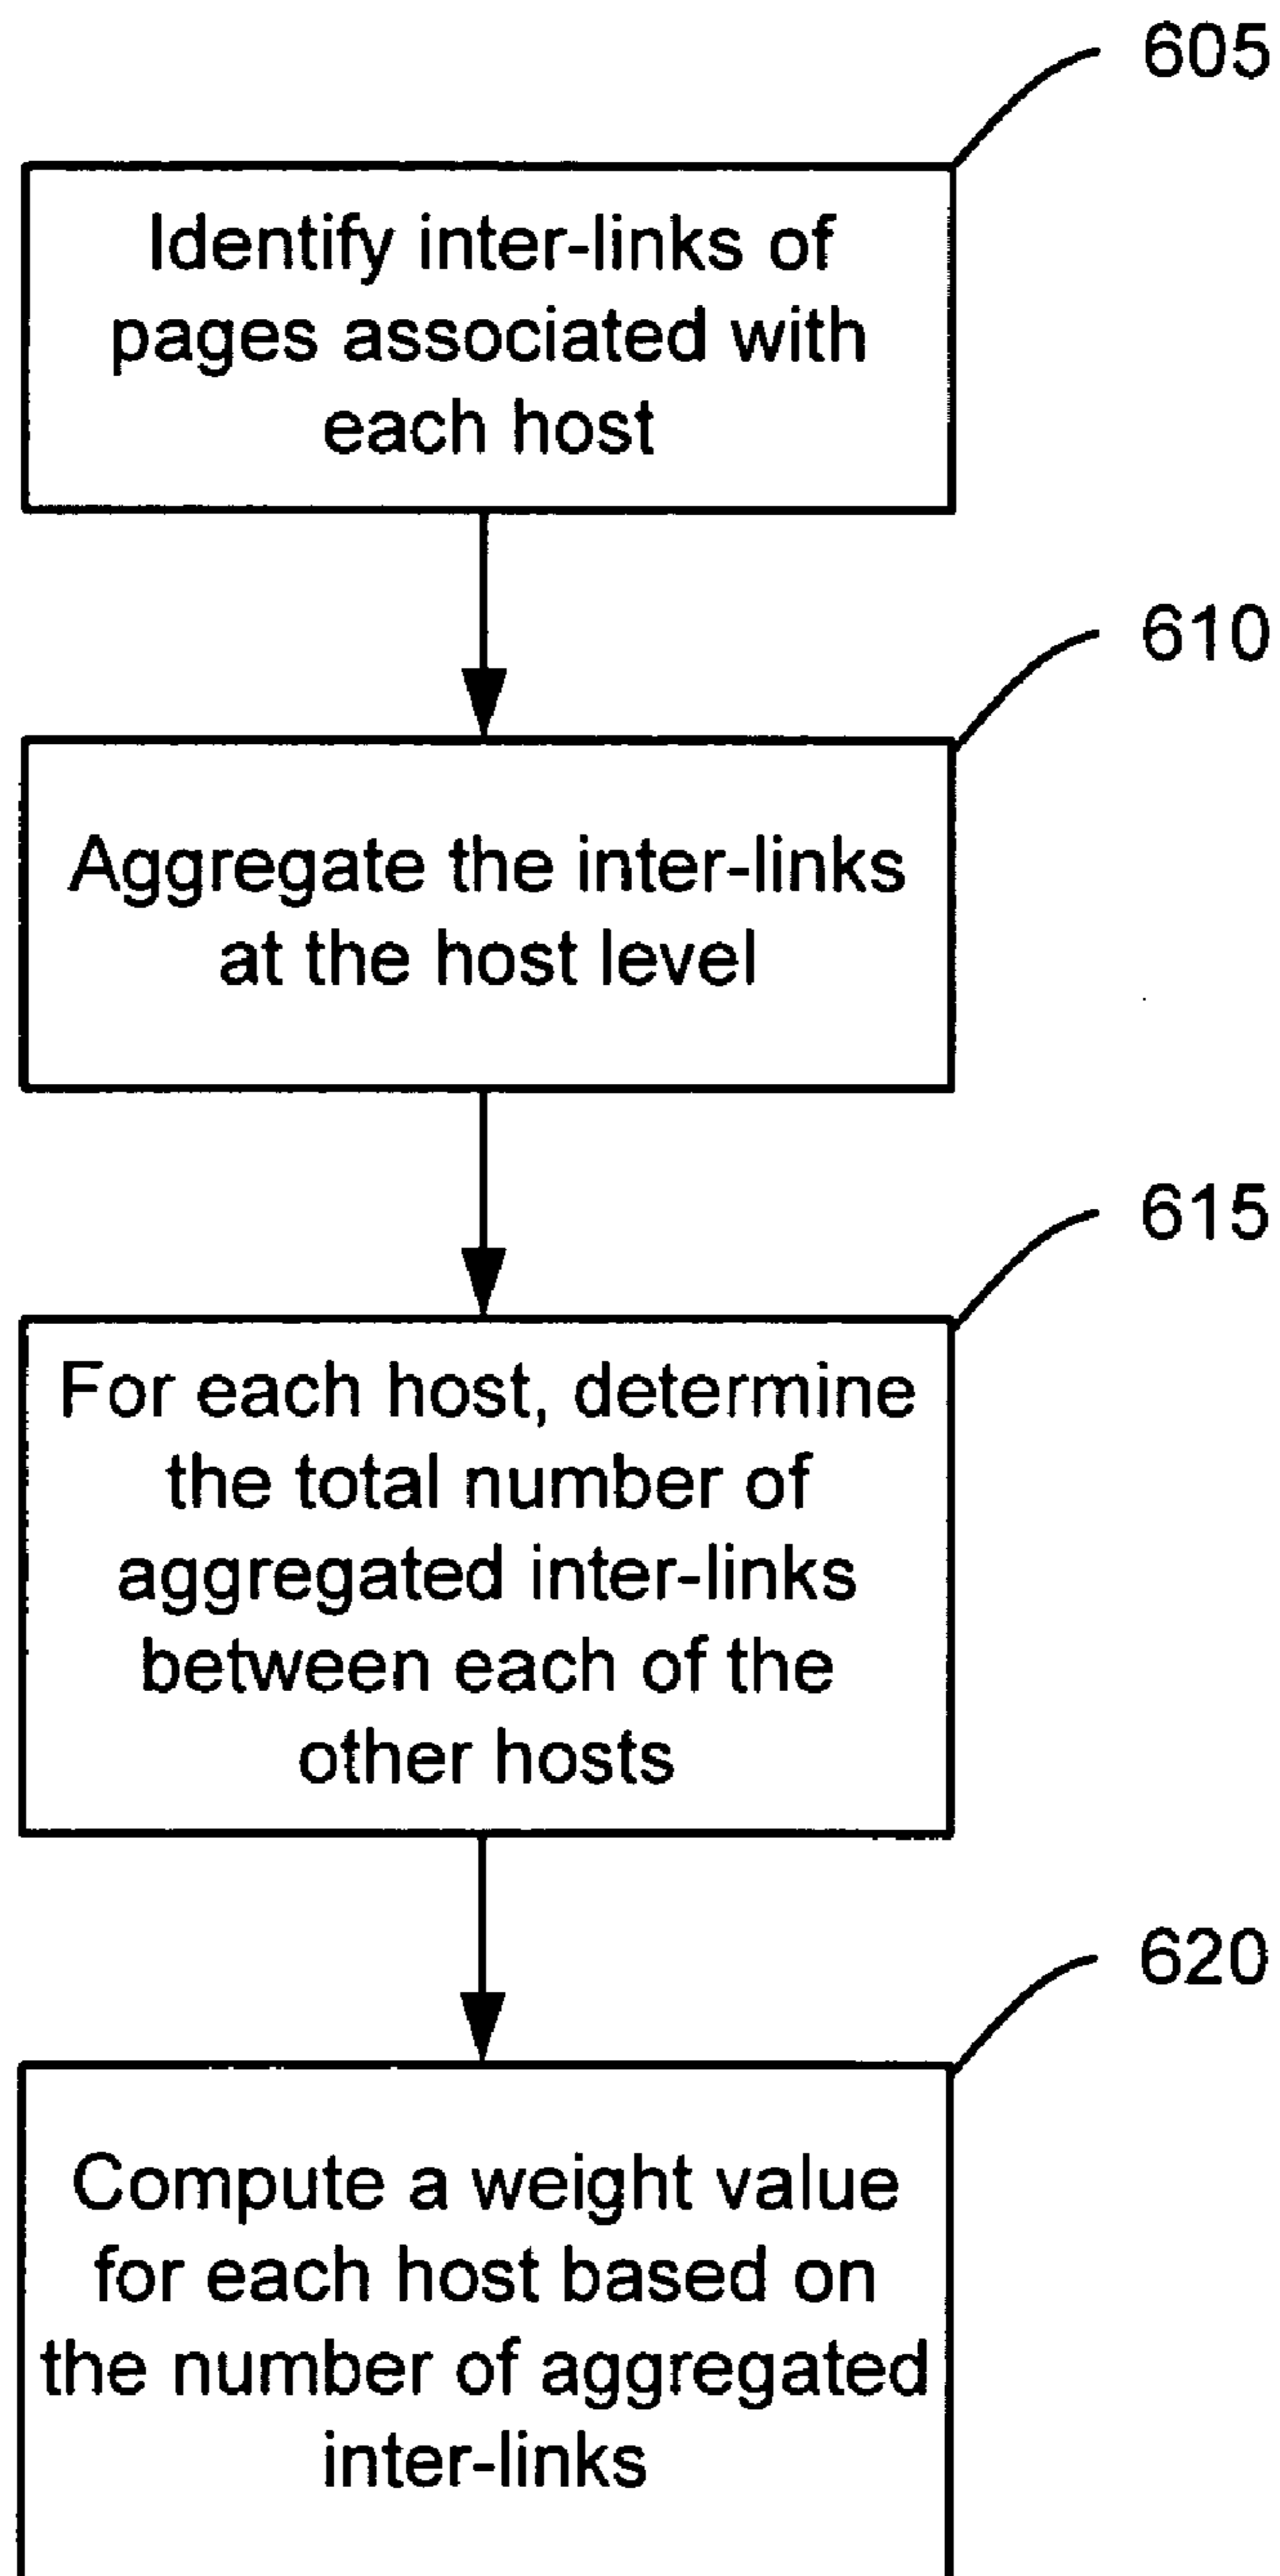 605
Identify inter-links of
pages associated with
each host
610
Aggregate the inter-links
at the host level
615
For each host, determine
the total number of
aggregated inter-links
between each of the
other hosts
620
Compute a weight value
for each host based on
the number of aggregated
inter-links